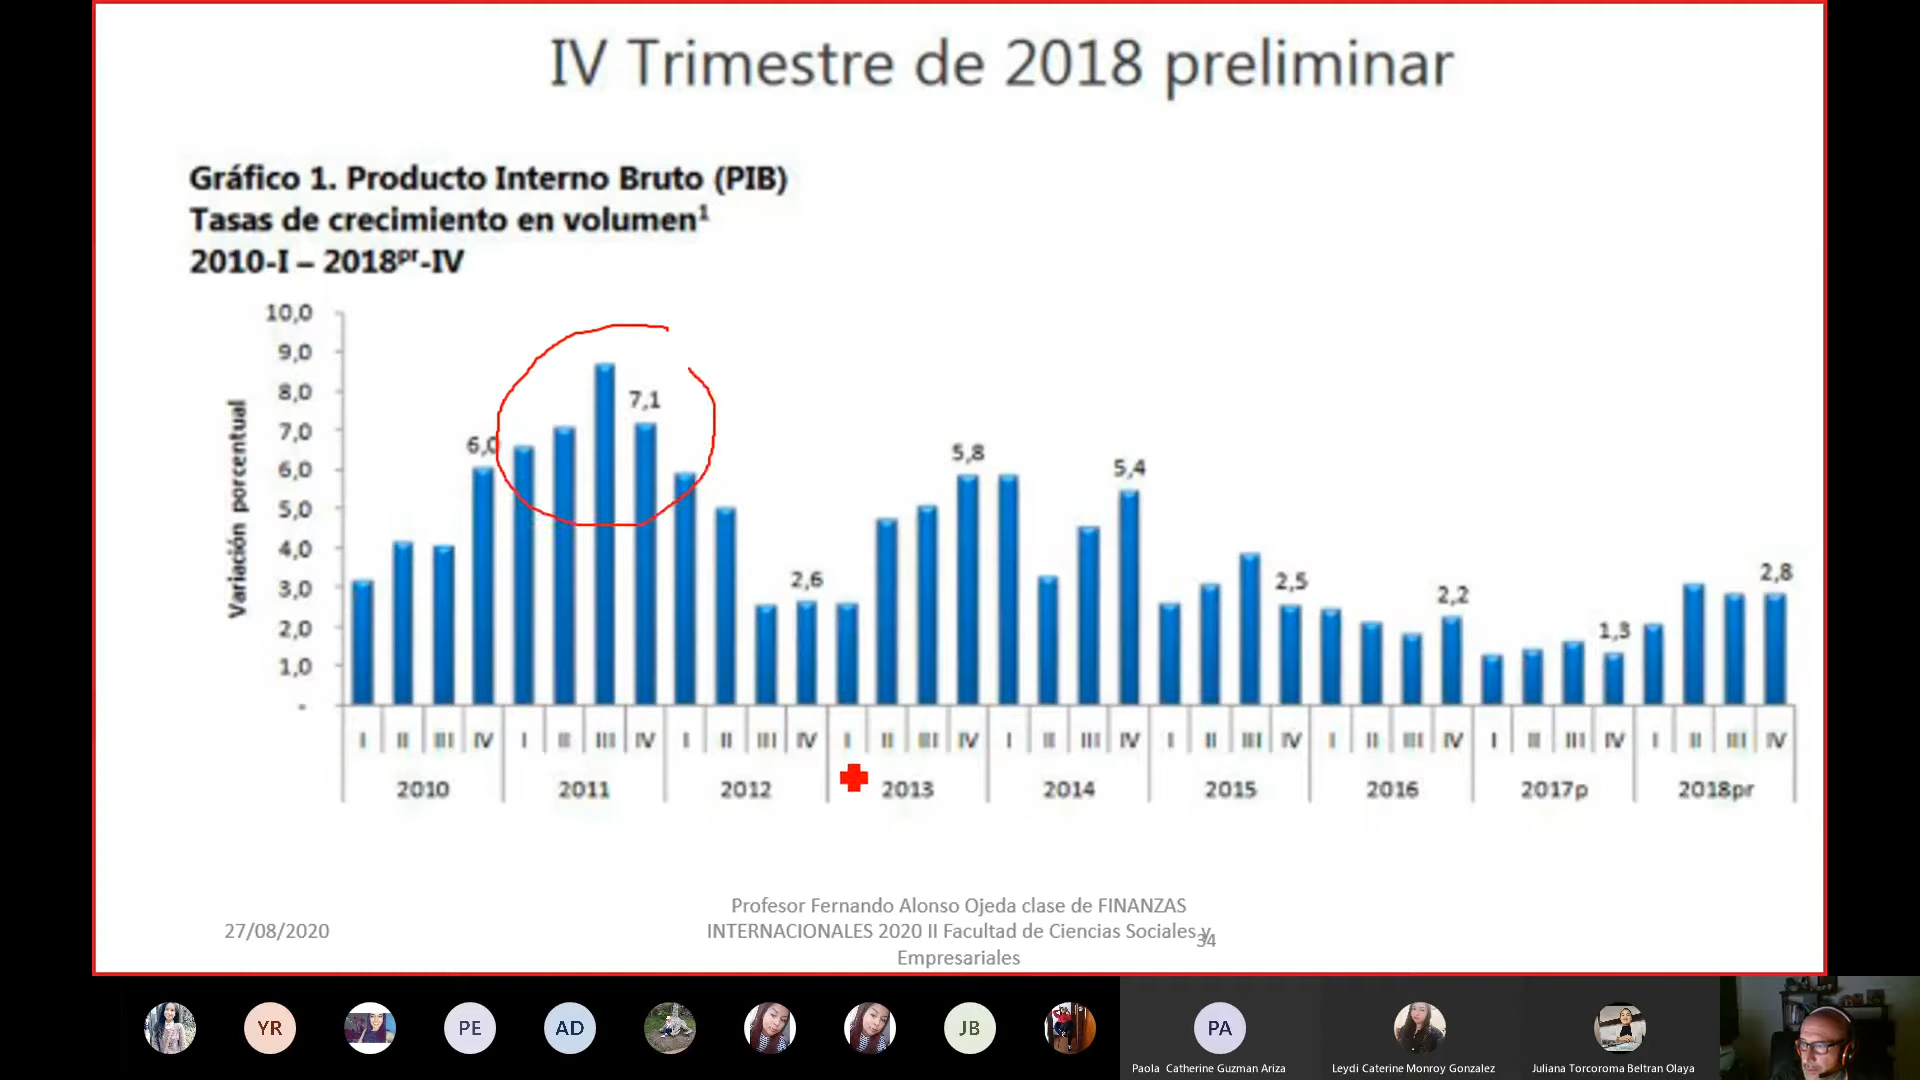 IV Trimestre de 2018 preliminar
Gráfico 1. Producto Interno Bruto (PIB)
Tasas de crecimiento en volumen¹
2010-I – 2018pr-IV
Variación porcentual
10,0
9,0
8,0
7,0
6,0
5,0
4,0
3,0
2,0
1,0
-
6,0
7,1
2,6
5,8
5,4
2,5
2,2
1,3
2,8
I II III IV I II III IV I II III IV I II III IV I II III IV I II III IV I II III IV I II III IV I II III IV
2010 2011 2012 2013 2014 2015 2016 2017p 2018pr
27/08/2020
Profesor Fernando Alonso Ojeda clase de FINANZAS
INTERNACIONALES 2020 II Facultad de Ciencias Sociales y
Empresariales
34
YR PE AD JB PA
Paola Catherine Guzman Ariza
Leydi Caterine Monroy Gonzalez
Juliana Torcoroma Beltran Olaya